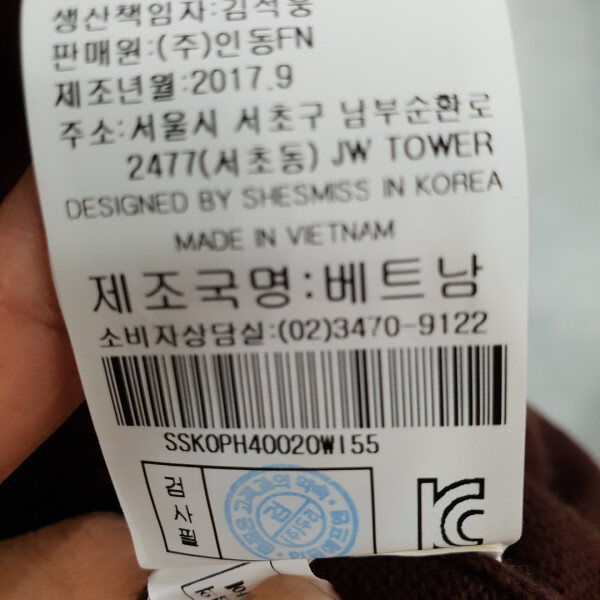 생산책임자:김석웅
판매원:(주)인동FN
제조년월:2017.9
주소:서울시 서초구 남부순환로
2477(서초동) JW TOWER
DESIGNED BY SHESMISS IN KOREA
MADE IN VIETNAM
제조국명:베트남
소비자상담실:(02)3470-9122
SSKOPH40020WI55
검사필
검